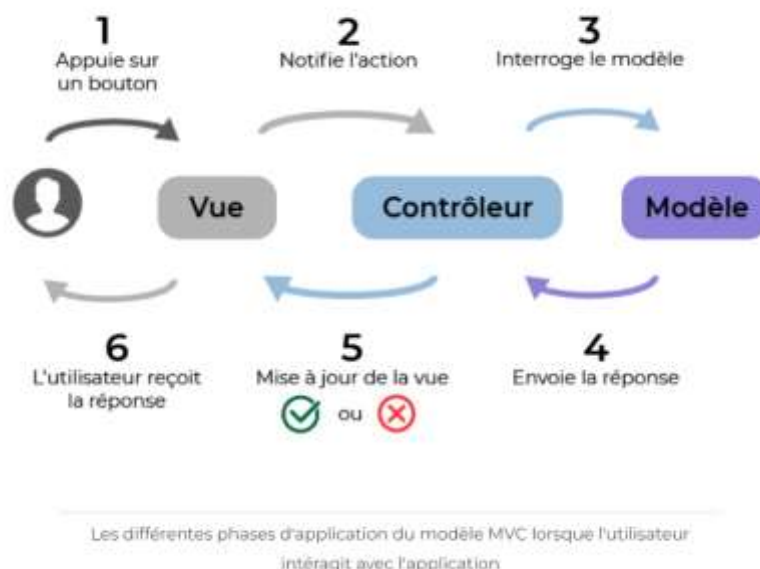 1
Appuie sur
un bouton
2
Notifie l'action
3
Interroge le modèle
Vue
Contrôleur
Modèle
6
L'utilisateur reçoit
la réponse
5
Mise à jour de la vue
ou
4
Envoie la réponse
Les différentes phases d'application du modèle MVC lorsque l'utilisateur
intéragit avec l'application